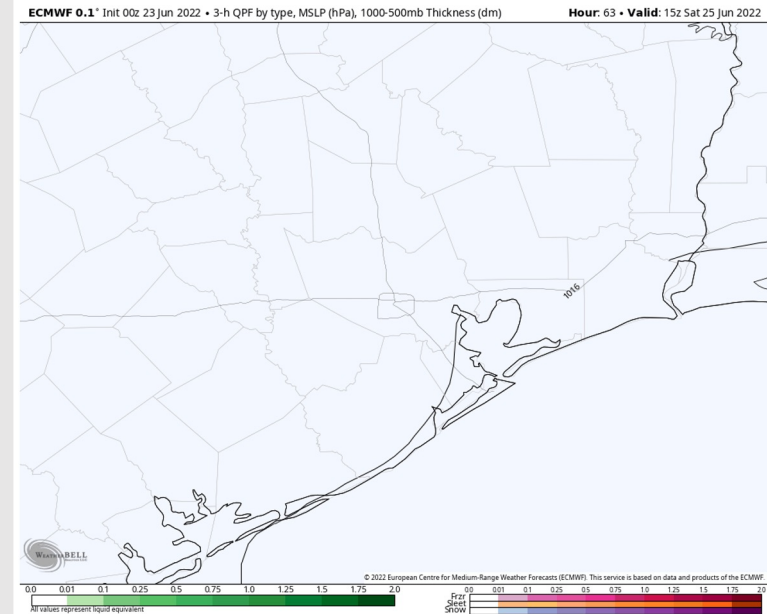 ECMWF 0.1° Init 00z 23 Jun 2022 • 3-h QPF by type, MSLP (hPa), 1000-500mb Thickness (dm) Hour: 63 • Valid: 15z Sat 25 Jun 2022
1016
WEATHERBELL
© 2022 European Centre for Medium-Range Weather Forecasts (ECMWF). This service is based on data and products of the ECMWF.
0.0 0.01 0.1 0.25 0.5 0.75 1.0 1.25 1.5 1.75 2.0
All values represent liquid equivalent
0.0 0.01 0.1 0.25 0.5 0.75 1.0 1.25 1.5 1.75 2.0
Frzr
Sleet
Snow